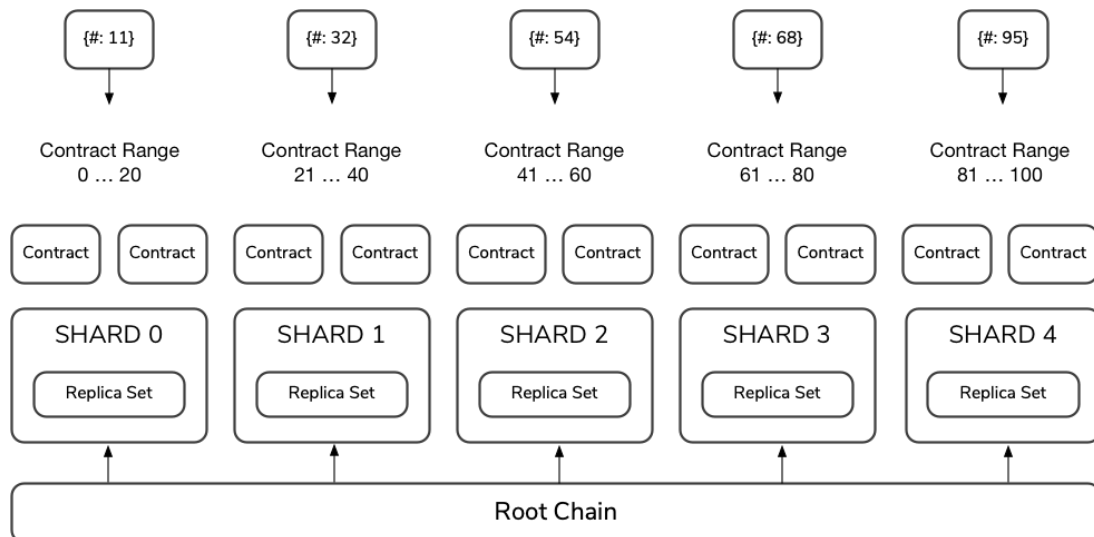 {#: 11} {#: 32} {#: 54} {#: 68} {#: 95}
Contract Range Contract Range Contract Range Contract Range Contract Range
0 … 20 21 … 40 41 … 60 61 … 80 81 … 100
Contract Contract Contract Contract Contract Contract Contract Contract Contract Contract
SHARD 0 SHARD 1 SHARD 2 SHARD 3 SHARD 4
Replica Set Replica Set Replica Set Replica Set Replica Set
Root Chain